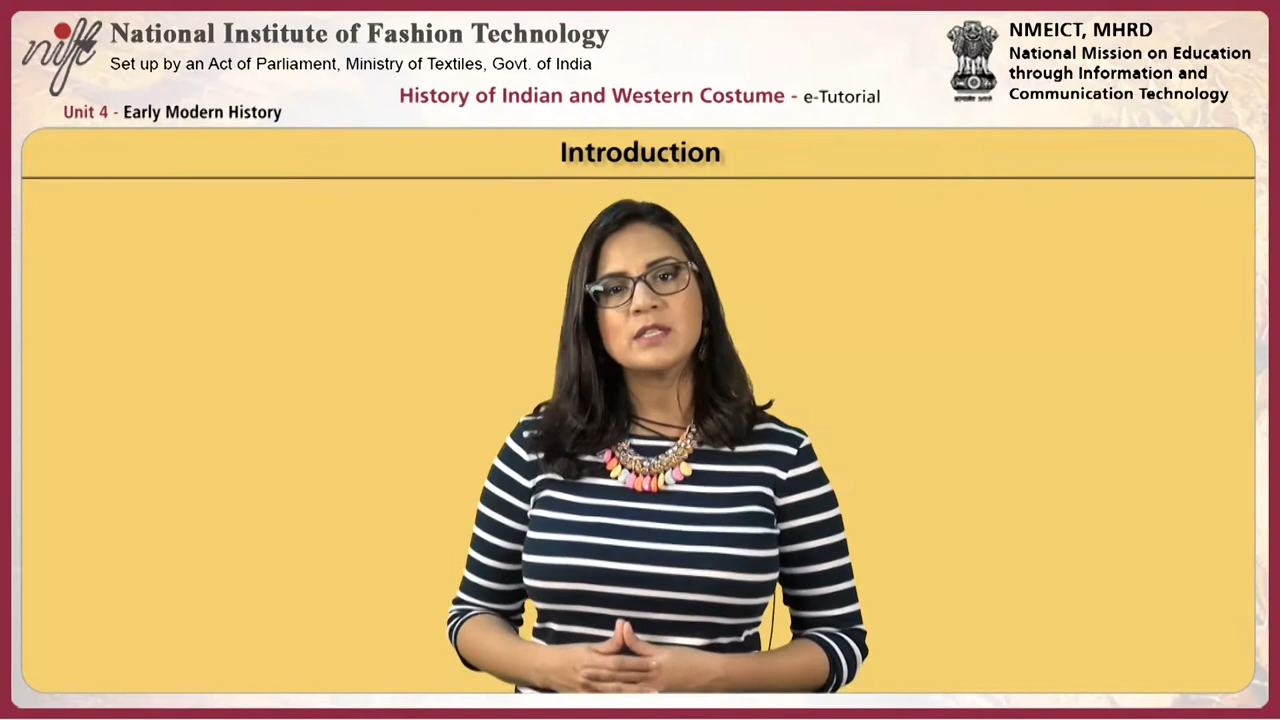 nift
National Institute of Fashion Technology
Set up by an Act of Parliament, Ministry of Textiles, Govt. of India
NMEICT, MHRD
National Mission on Education
through Information and
Communication Technology
History of Indian and Western Costume - e-Tutorial
Unit 4 - Early Modern History
Introduction